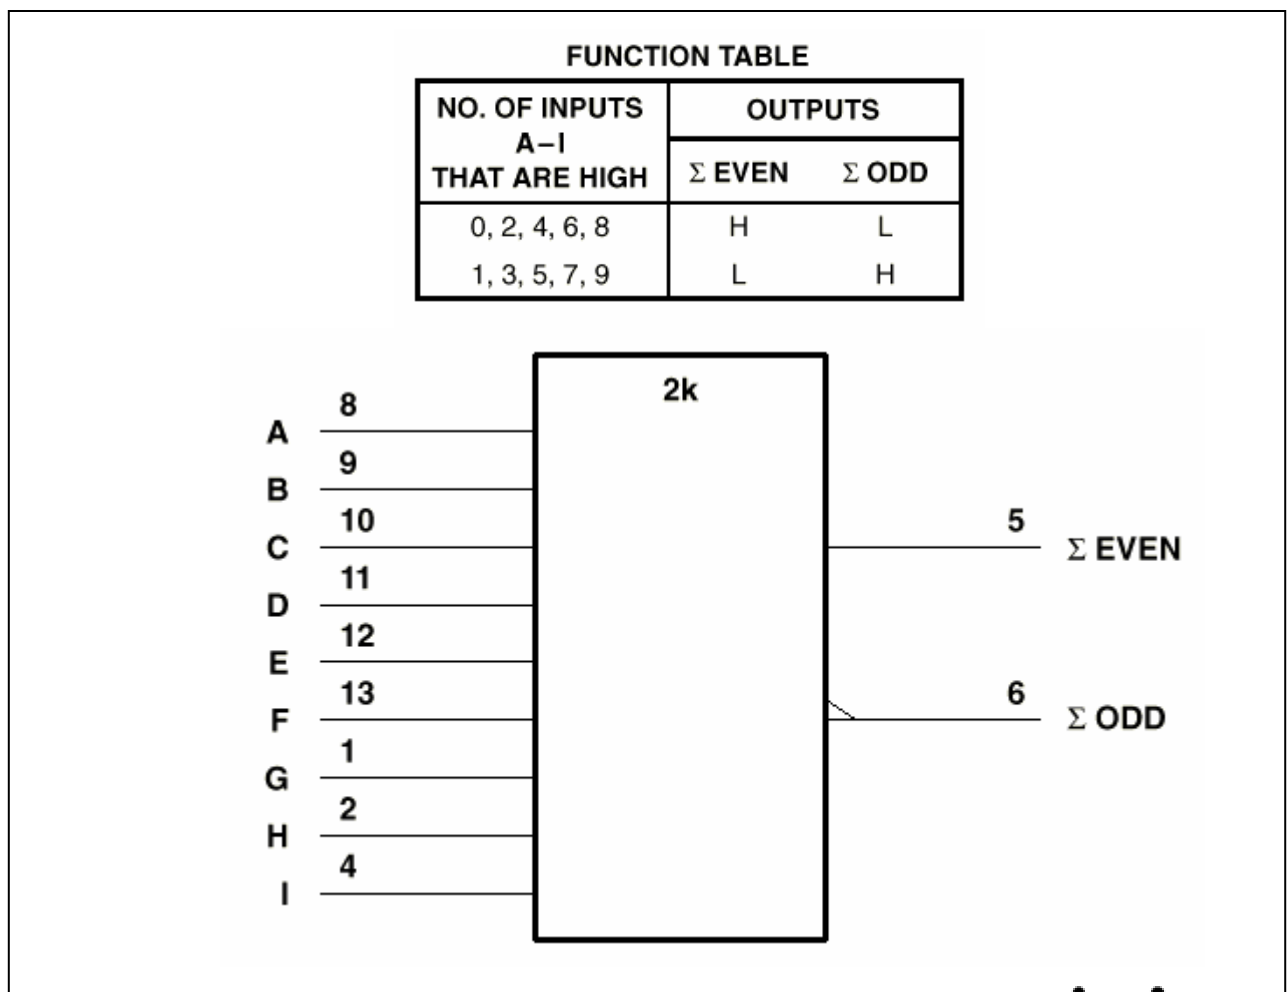 FUNCTION TABLE
NO. OF INPUTS
A–I
THAT ARE HIGH
OUTPUTS
Σ EVEN Σ ODD
0, 2, 4, 6, 8 H L
1, 3, 5, 7, 9 L H
2k
A 8
B 9
C 10
D 11
E 12
F 13
G 1
H 2
I 4
5 Σ EVEN
6 Σ ODD